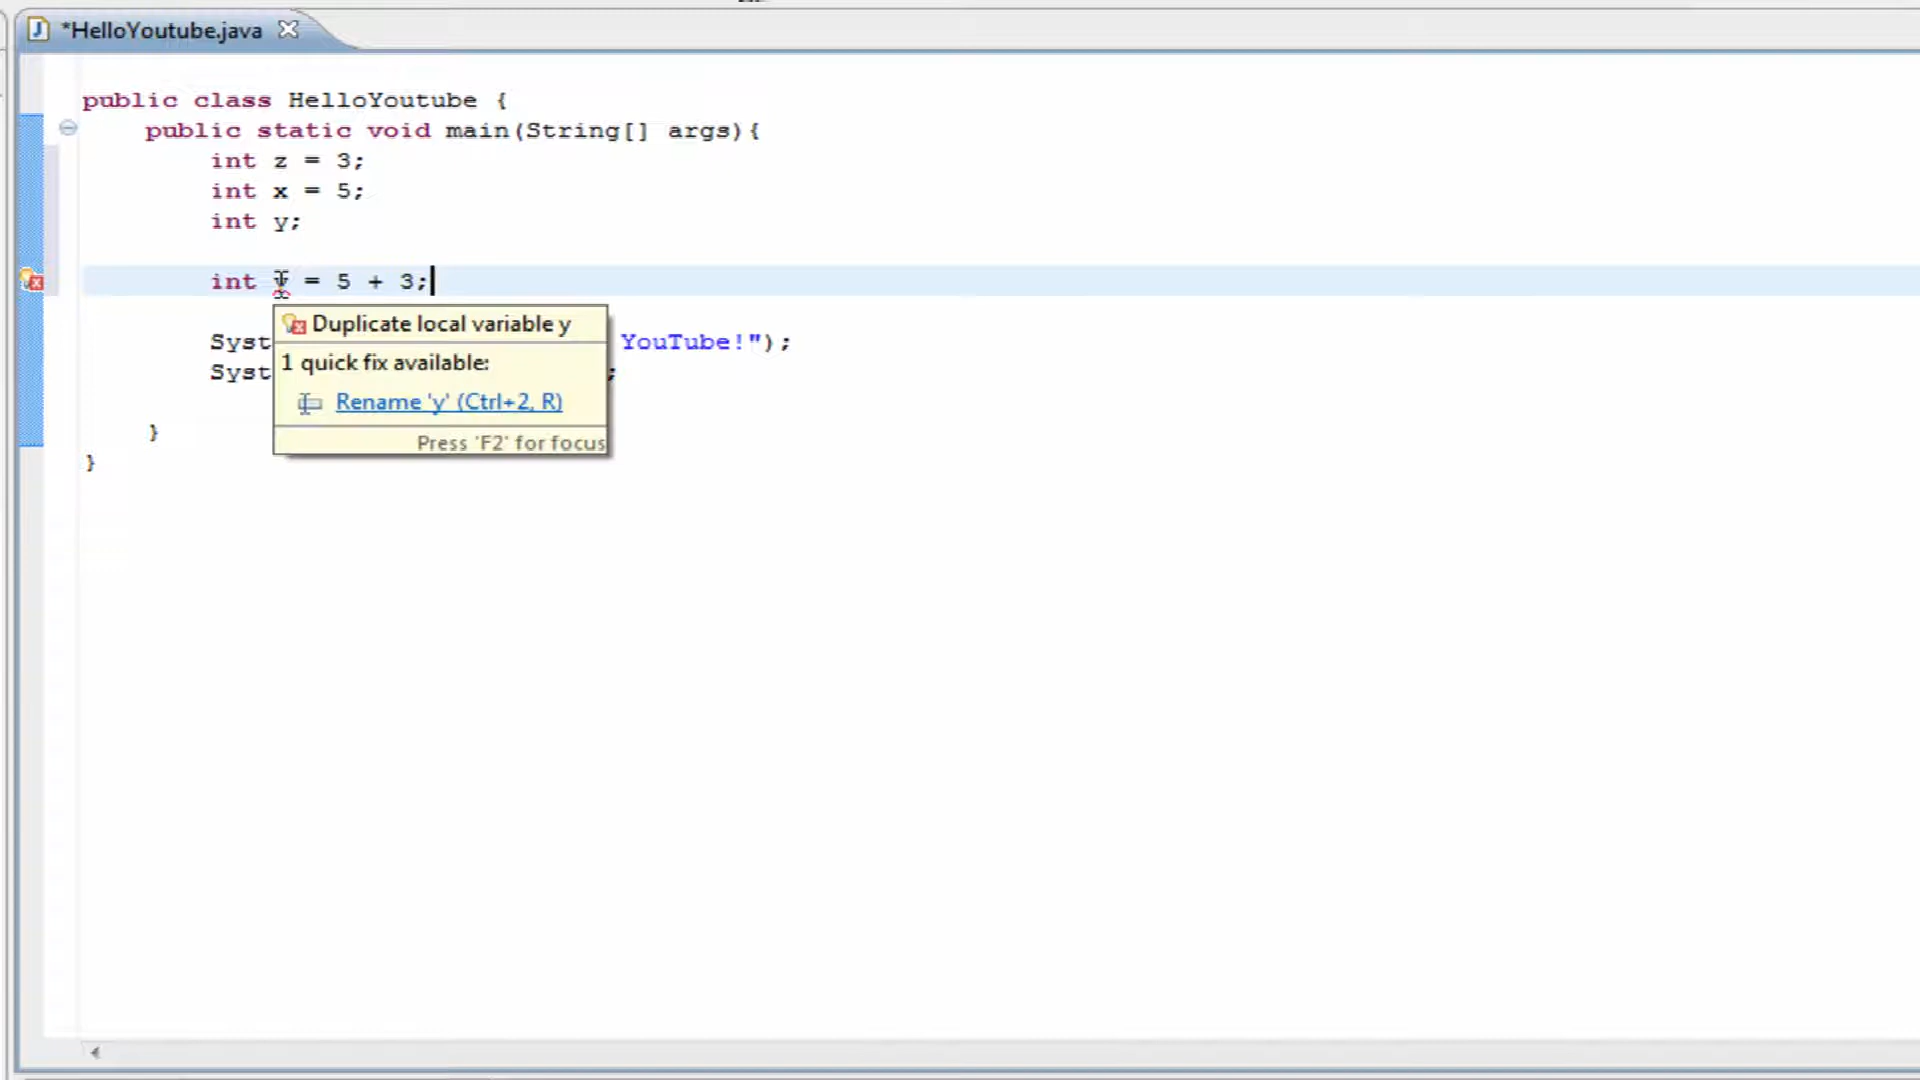 *HelloYoutube.java
public class HelloYoutube {
public static void main(String[] args){
int z = 3;
int x = 5;
int y;
int y = 5 + 3;
Duplicate local variable y
Syst YouTube!");
1 quick fix available:
Syst ;
Rename 'y' (Ctrl+2, R)
}
Press 'F2' for focus
}